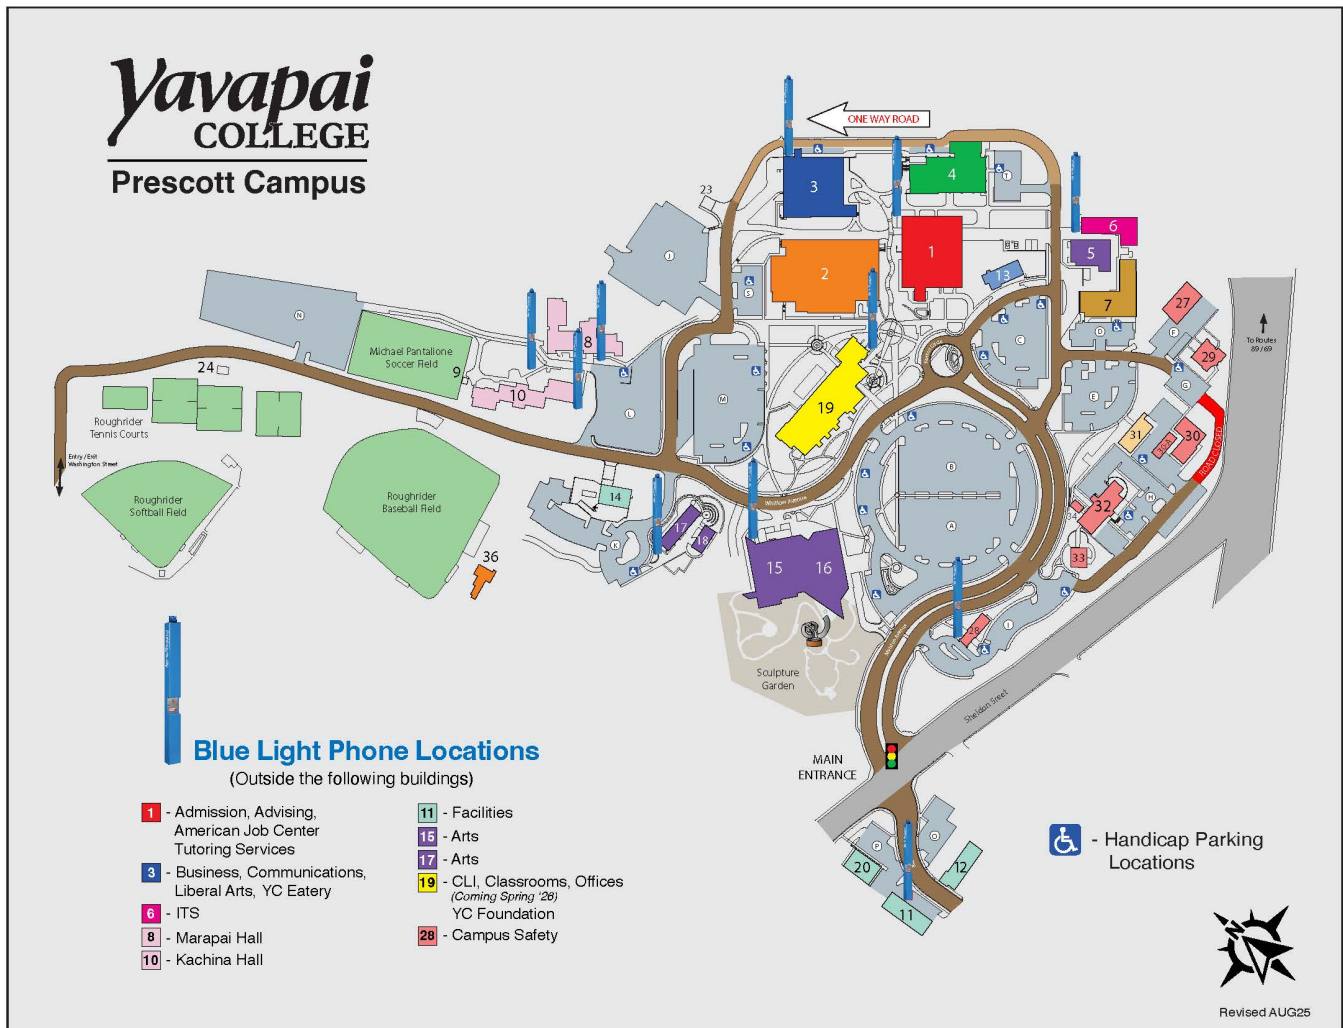 Yavapai
COLLEGE
Prescott Campus
ONE WAY ROAD
3
4
T
23
6
1
5
J
2
13
S
7
27
N
C
D
F
To Routes
89 / 69
Michael Pantalione
Soccer Field
8
29
24
9
10
L
M
19
E
G
Roughrider
Tennis Courts
31
32A
30
ROAD CLOSED
Entry / Exit
Washington Street
B
Roughrider
Softball Field
Roughrider
Baseball Field
14
Whitlow Avenue
H
32
34
17
18
K
A
36
15
16
33
28
I
Sculpture
Garden
Sheldon Street
MAIN
ENTRANCE
Blue Light Phone Locations
(Outside the following buildings)
1 - Admission, Advising,
American Job Center
Tutoring Services
3 - Business, Communications,
Liberal Arts, YC Eatery
6 - ITS
8 - Marapai Hall
10 - Kachina Hall
11 - Facilities
15 - Arts
17 - Arts
19 - CLI, Classrooms, Offices
(Coming Spring '26)
YC Foundation
28 - Campus Safety
O
P
20
12
11
- Handicap Parking
Locations
N
Revised AUG25